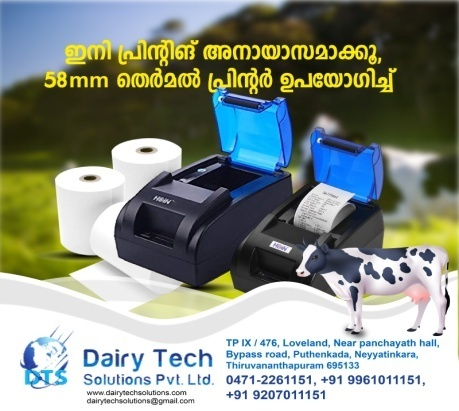 ഇനി പ്രിന്റിങ് അനായാസമാക്കൂ,
58mm തെർമൽ പ്രിന്റർ ഉപയോഗിച്ച്
HBNN
HBNN
DTS
Dairy Tech
Solutions Pvt. Ltd.
www.dairytechsolutions.com
dairytechsolutions@gmail.com
TP IX / 476, Loveland, Near panchayath hall,
Bypass road, Puthenkada, Neyyatinkara,
Thiruvananthapuram 695133
0471-2261151, +91 9961011151,
+91 9207011151